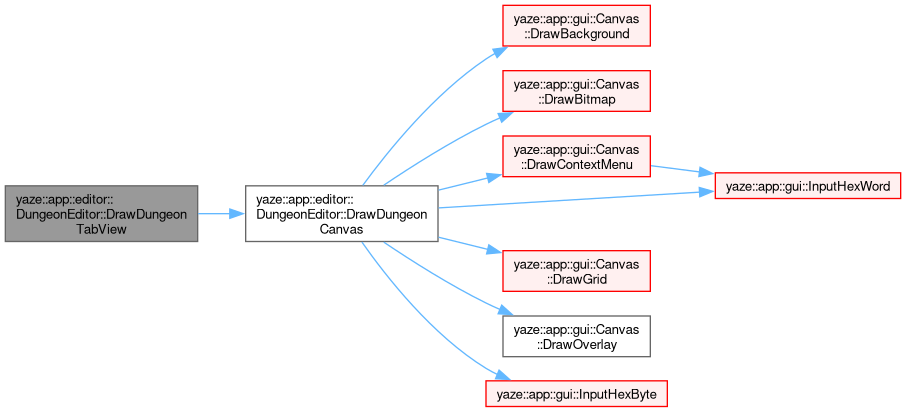 yaze::app::editor::
DungeonEditor::DrawDungeon
TabView
yaze::app::editor::
DungeonEditor::DrawDungeon
Canvas
yaze::app::gui::Canvas
::DrawBackground
yaze::app::gui::Canvas
::DrawBitmap
yaze::app::gui::Canvas
::DrawContextMenu
yaze::app::gui::InputHexWord
yaze::app::gui::Canvas
::DrawGrid
yaze::app::gui::Canvas
::DrawOverlay
yaze::app::gui::InputHexByte